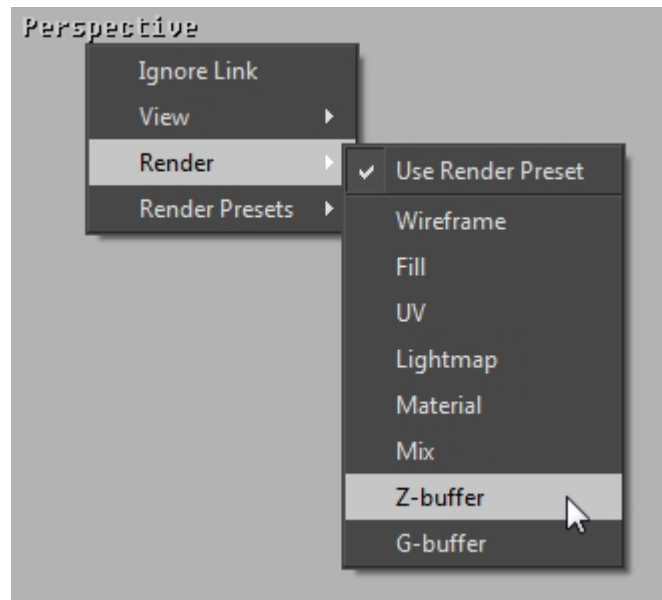 Perspective
Ignore Link
View
Render
Render Presets
Use Render Preset
Wireframe
Fill
UV
Lightmap
Material
Mix
Z-buffer
G-buffer